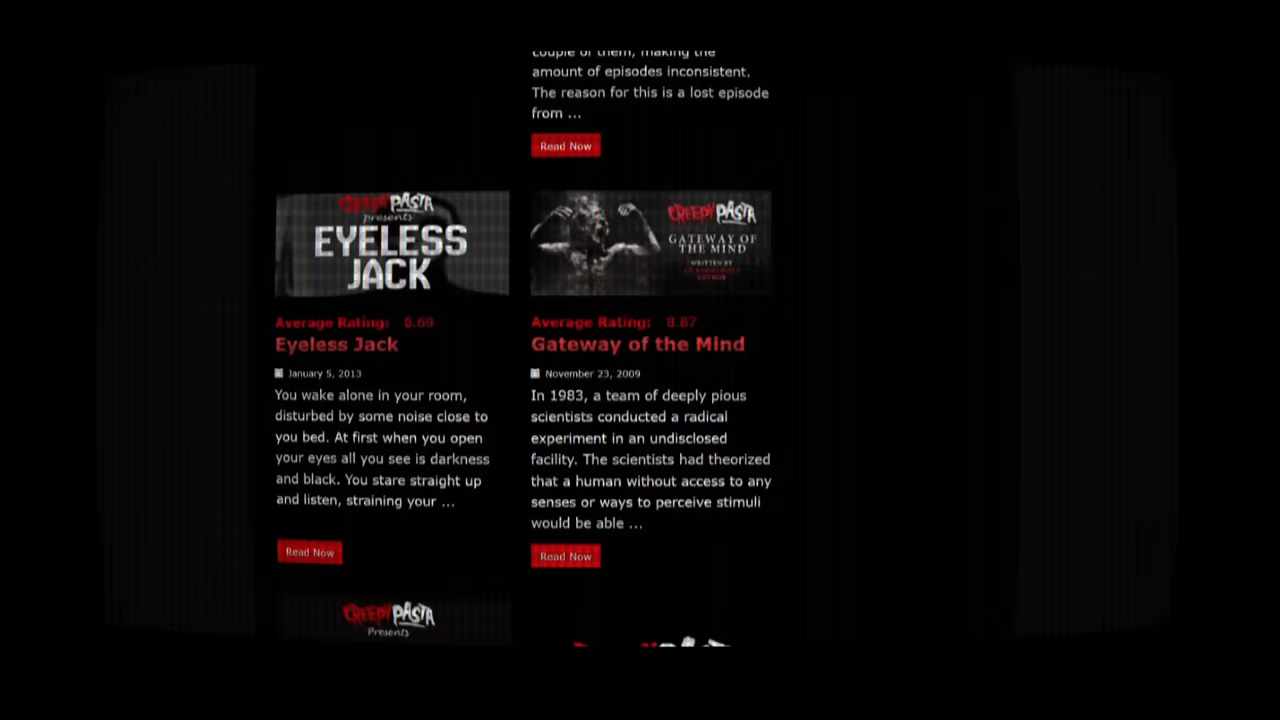 couple of them, making the
amount of episodes inconsistent.
The reason for this is a lost episode
from ...
Read Now
CREEPYPASTA
presents
EYELESS
JACK
Average Rating: 8.69
Eyeless Jack
January 5, 2013
You wake alone in your room,
disturbed by some noise close to
you bed. At first when you open
your eyes all you see is darkness
and black. You stare straight up
and listen, straining your ...
Read Now
CREEPYPASTA
GATEWAY OF
THE MIND
WRITTEN BY
Average Rating: 8.87
Gateway of the Mind
November 23, 2009
In 1983, a team of deeply pious
scientists conducted a radical
experiment in an undisclosed
facility. The scientists had theorized
that a human without access to any
senses or ways to perceive stimuli
would be able ...
Read Now
CREEPYPASTA
Presents